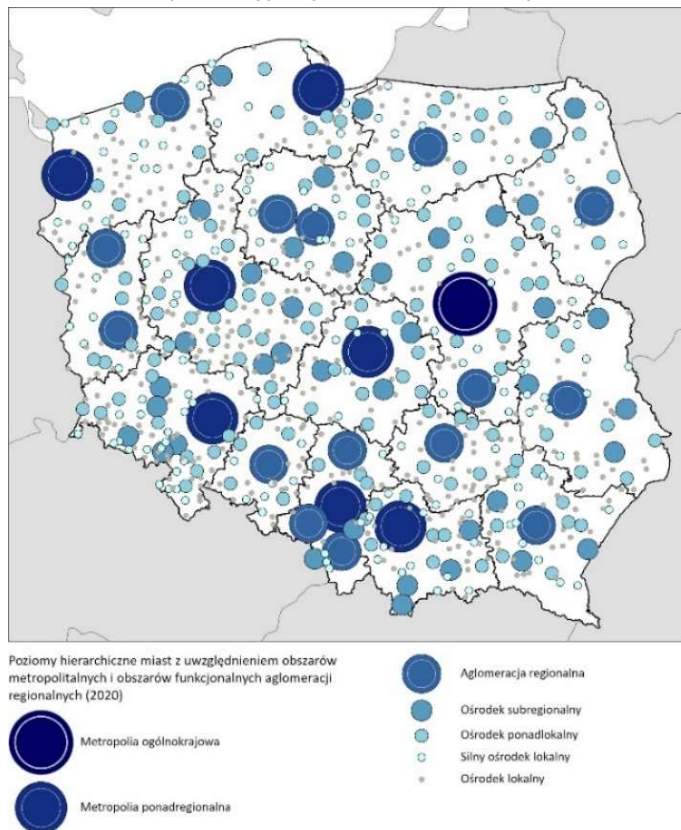 Poziomy hierarchiczne miast z uwzględnieniem obszarów
metropolitalnych i obszarów funkcjonalnych aglomeracji
regionalnych (2020)
Metropolia ogólnokrajowa
Metropolia ponadregionalna
Aglomeracja regionalna
Ośrodek subregionalny
Ośrodek ponadlokalny
Silny ośrodek lokalny
Ośrodek lokalny